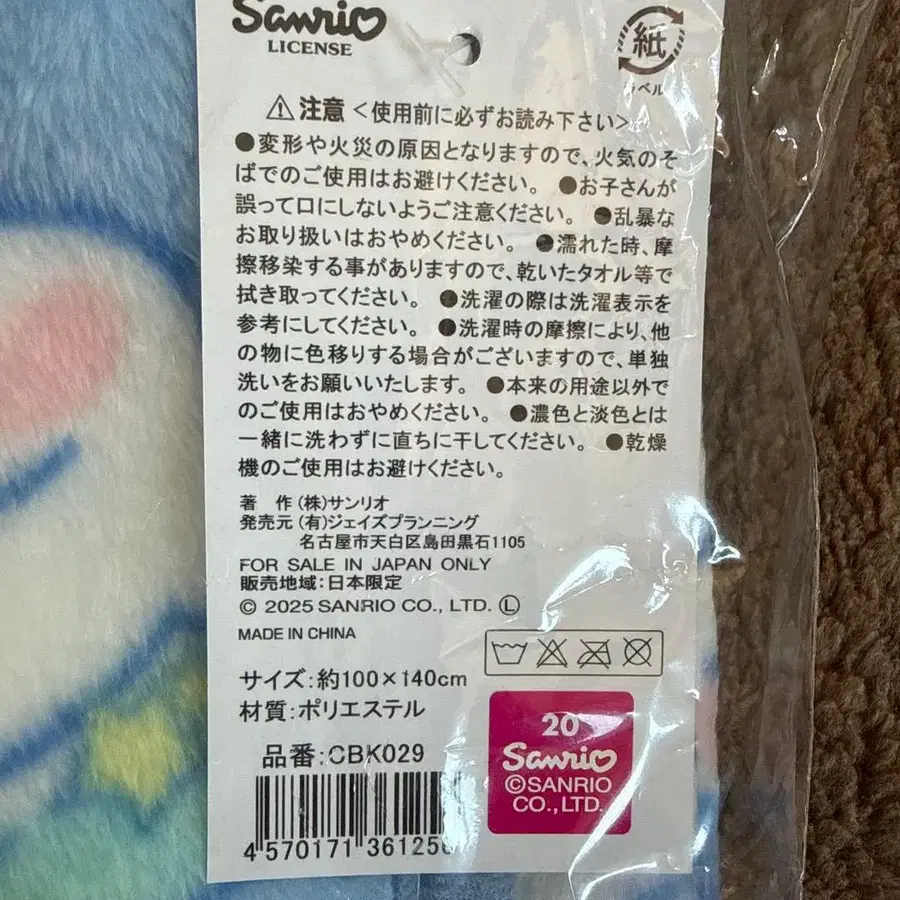 Sanrio
LICENSE
紙
ラベル
⚠注意 <使用前に必ずお読み下さい>
●変形や火災の原因となりますので、火気のそ
ばでのご使用はお避けください。 ●お子さんが
誤って口にしないようご注意ください。 ●乱暴な
お取り扱いはおやめください。 ●濡れた時、摩
擦移染する事がありますので、乾いたタオル等で
拭き取ってください。 ●洗濯の際は洗濯表示を
参考にしてください。 ●洗濯時の摩擦により、他
の物に色移りする場合がございますので、単独
洗いをお願いいたします。 ●本来の用途以外で
のご使用はおやめください。 ●濃色と淡色とは
一緒に洗わずに直ちに干してください。 ●乾燥
機のご使用はお避けください。
著 作 (株)サンリオ
発売元 (有)ジェイズプランニング
名古屋市天白区島田黒石1105
FOR SALE IN JAPAN ONLY
販売地域:日本限定
© 2025 SANRIO CO., LTD. Ⓛ
MADE IN CHINA
サイズ:約100×140cm
材質:ポリエステル
品番:CBK029
4 570171 36125
20
Sanrio
©SANRIO
CO.,LTD.